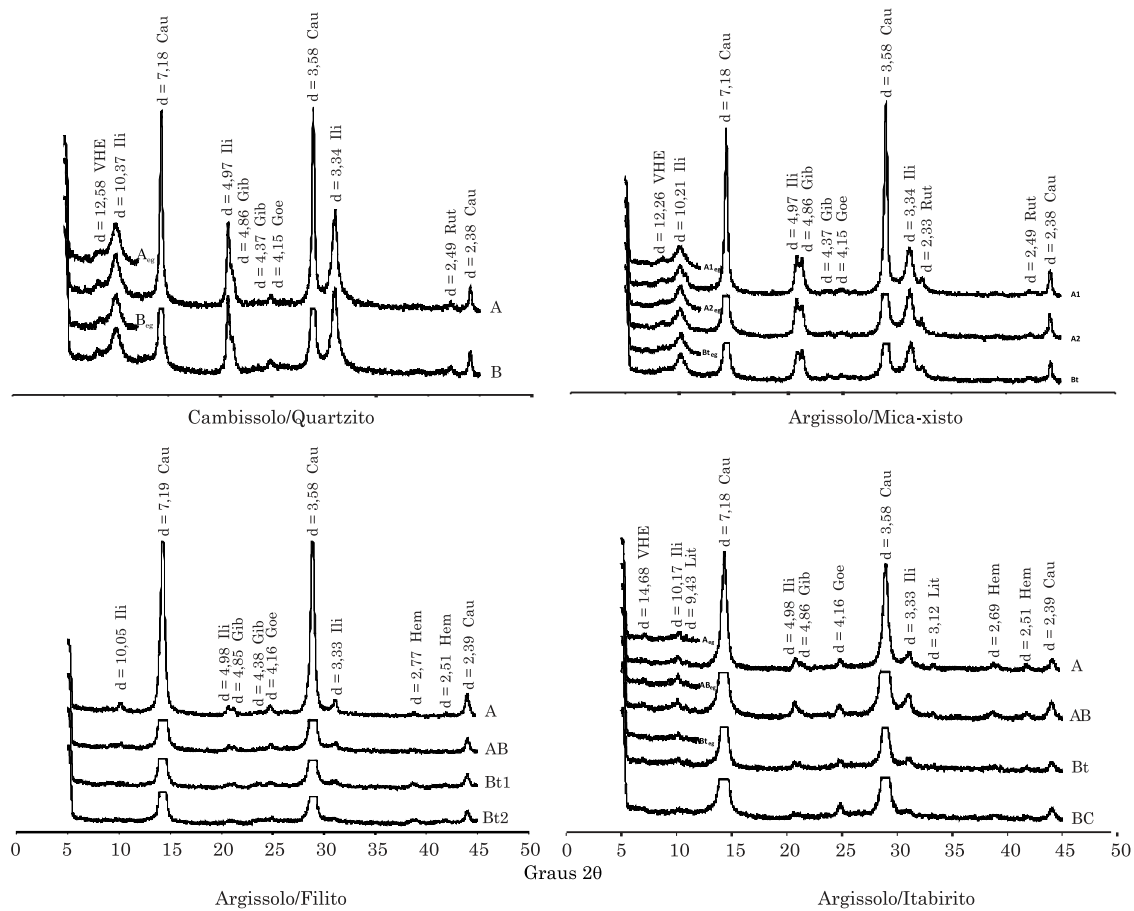 d = 12,58 VHE
d = 10,37 Ili
d = 7,18 Cau
d = 4,97 Ili
d = 4,86 Gib
d = 4,37 Gib
d = 4,15 Goe
d = 3,58 Cau
d = 3,34 Ili
d = 2,49 Rut
d = 2,38 Cau
Aeg
A
Beg
B
Cambissolo/Quartzito
d = 12,26 VHE
d = 10,21 Ili
d = 7,18 Cau
d = 4,97 Ili
d = 4,86 Gib
d = 4,37 Gib
d = 4,15 Goe
d = 3,58 Cau
d = 3,34 Ili
d = 2,33 Rut
d = 2,49 Rut
d = 2,38 Cau
A1eg
A1
A2eg
A2
Bt eg
Bt
Argissolo/Mica-xisto
d = 10,05 Ili
d = 7,19 Cau
d = 4,98 Ili
d = 4,85 Gib
d = 4,38 Gib
d = 4,16 Goe
d = 3,58 Cau
d = 3,33 Ili
d = 2,77 Hem
d = 2,51 Hem
d = 2,39 Cau
A
AB
Bt1
Bt2
0 5 10 15 20 25 30 35 40 45 50
Argissolo/Filito
d = 14,68 VHE
d = 10,17 Ili
d = 9,43 Lit
d = 7,18 Cau
d = 4,98 Ili
d = 4,86 Gib
d = 4,16 Goe
d = 3,58 Cau
d = 3,33 Ili
d = 3,12 Lit
d = 2,69 Hem
d = 2,51 Hem
d = 2,39 Cau
Aeg
A
ABeg
AB
Bteg
Bt
BC
0 5 10 15 20 25 30 35 40 45 50
Graus 2θ
Argissolo/Itabirito